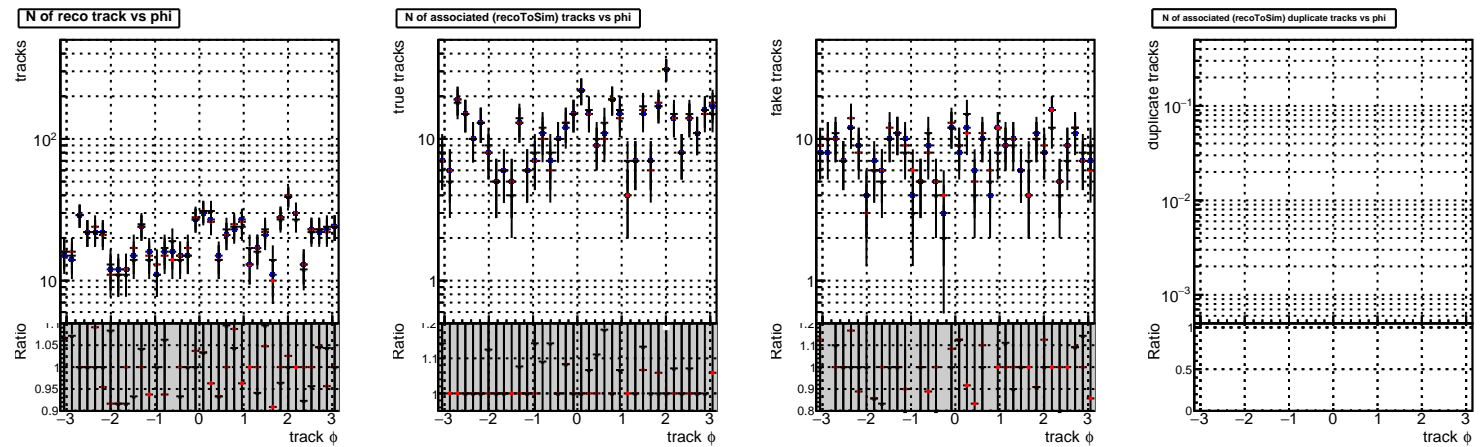 N of reco track vs phi
tracks
10²
10
Ratio
1.05
1
0.95
0.9
−3 −2 −1 0 1 2 3
track ϕ
N of associated (recoToSim) tracks vs phi
true tracks
10
1
Ratio
1.2
1.1
1
−3 −2 −1 0 1 2 3
track ϕ
fake tracks
10
1
Ratio
1.2
1.1
1
0.9
0.8
−3 −2 −1 0 1 2 3
track ϕ
N of associated (recoToSim) duplicate tracks vs phi
duplicate tracks
10⁻¹
10⁻²
10⁻³
Ratio
1
0.5
0
−3 −2 −1 0 1 2 3
track ϕ